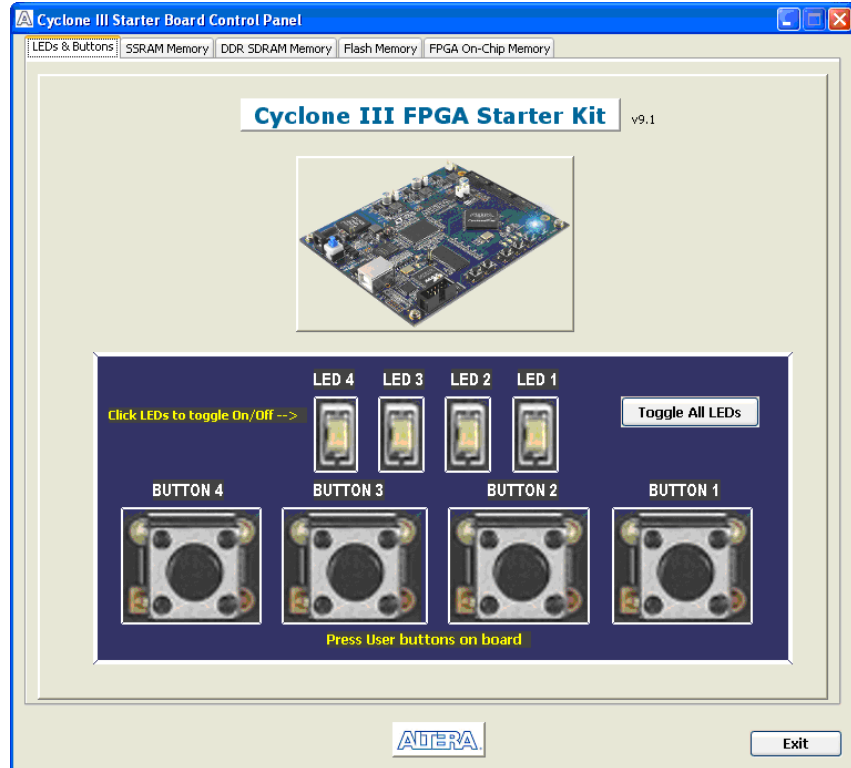 Cyclone III Starter Board Control Panel
LEDs & Buttons SSRAM Memory DDR SDRAM Memory Flash Memory FPGA On-Chip Memory
Cyclone III FPGA Starter Kit v9.1
LED 4 LED 3 LED 2 LED 1
Click LEDs to toggle On/Off --> Toggle All LEDs
BUTTON 4 BUTTON 3 BUTTON 2 BUTTON 1
Press User buttons on board
ALTERA.
Exit